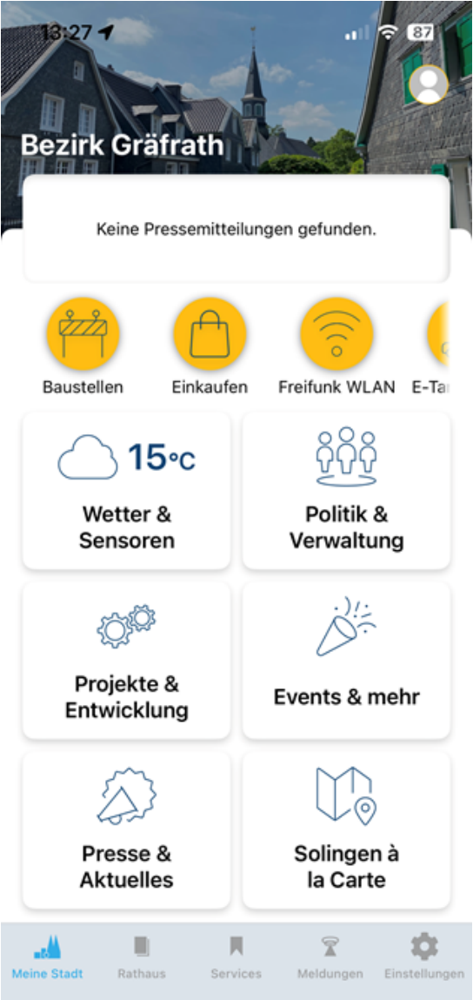 13:27
87
Bezirk Gräfrath
Keine Pressemitteilungen gefunden.
Baustellen
Einkaufen
Freifunk WLAN
E-Ta
15°C
Wetter &
Sensoren
Politik &
Verwaltung
Projekte &
Entwicklung
Events & mehr
Presse &
Aktuelles
Solingen à
la Carte
Meine Stadt
Rathaus
Services
Meldungen
Einstellungen